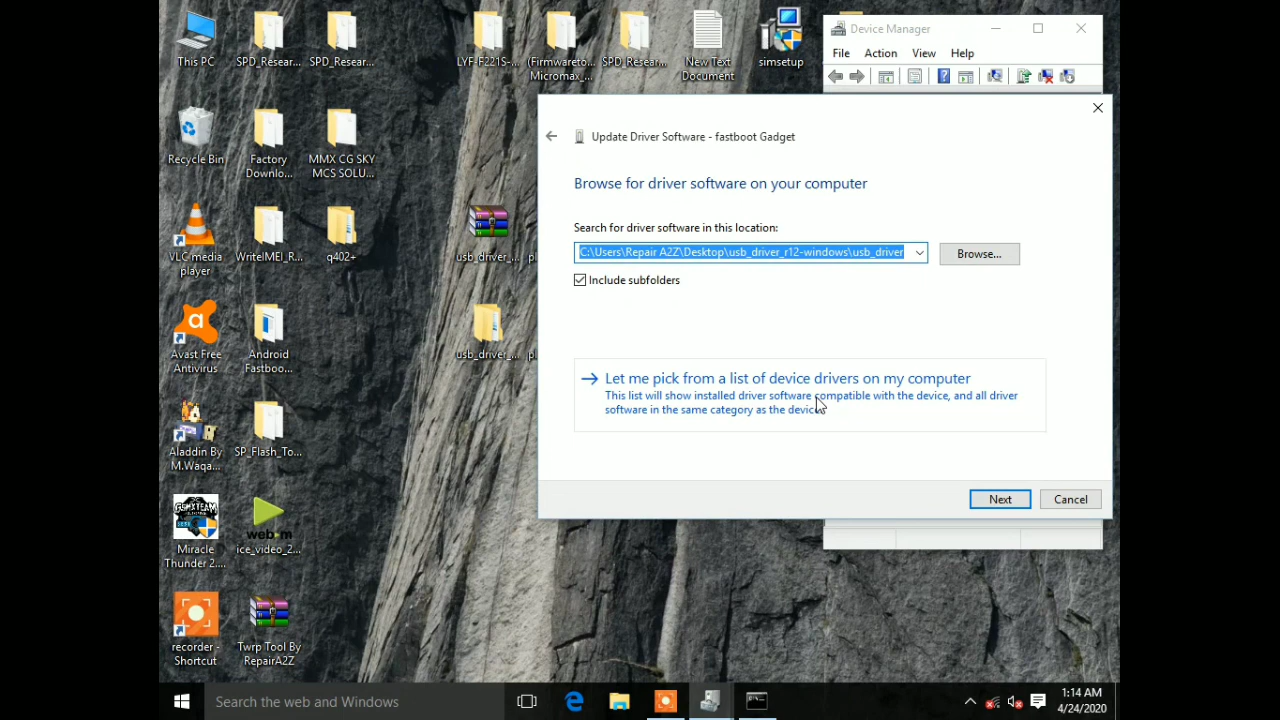 This PC
SPD_Resear...
SPD_Resear...
LYF-F221S-...
(Firmwareto...
Micromax_...
SPD_Resear...
New Text
Document
simsetup
Device Manager
File Action View Help
Recycle Bin
Factory
Downlo...
MMX CG SKY
MCS SOLU...
VLC media
player
WriteIMEI_R...
q402+
usb_driver_...
Avast Free
Antivirus
Android
Fastboo...
usb_driver_...
Aladdin By
M.Waqa...
SP_Flash_To...
Miracle
Thunder 2....
webm
ice_video_2...
recorder -
Shortcut
Twrp Tool By
RepairA2Z
Update Driver Software - fastboot Gadget
Browse for driver software on your computer
Search for driver software in this location:
C:\Users\Repair A2Z\Desktop\usb_driver_r12-windows\usb_driver
Browse...
Include subfolders
Let me pick from a list of device drivers on my computer
This list will show installed driver software compatible with the device, and all driver
software in the same category as the device.
Next
Cancel
Search the web and Windows
1:14 AM
4/24/2020